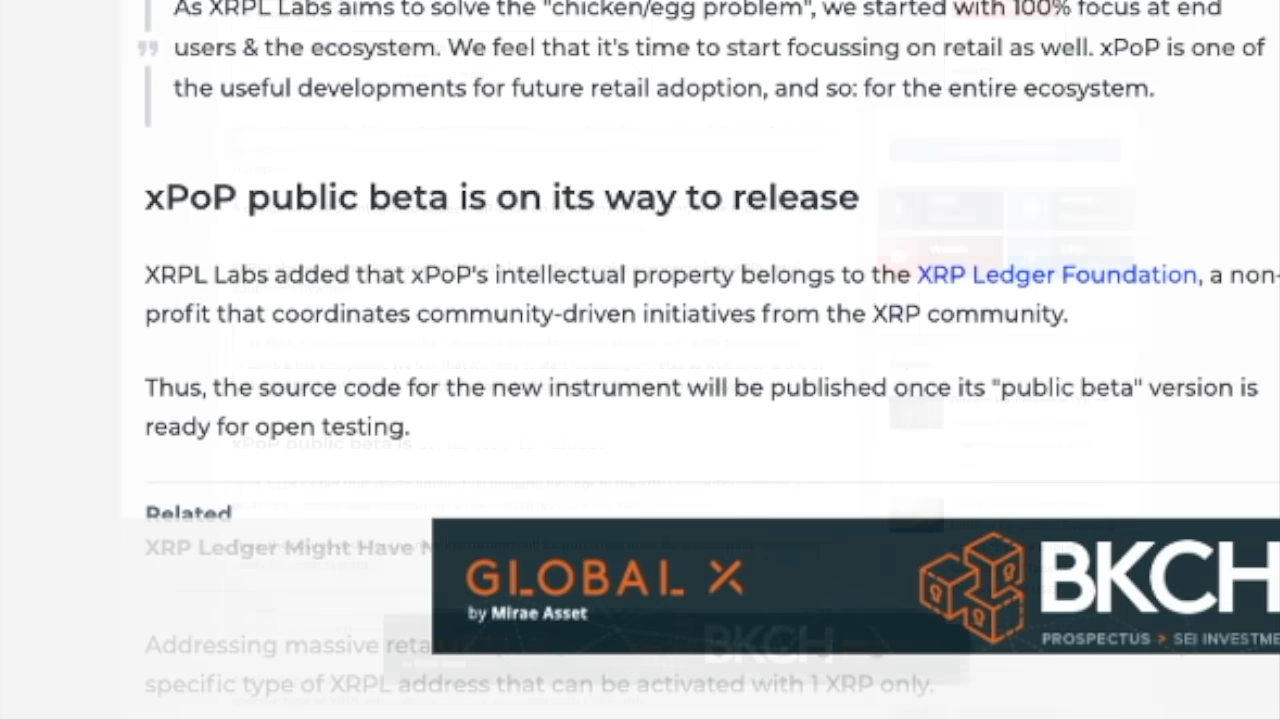 As XRPL Labs aims to solve the "chicken/egg problem", we started with 100% focus at end
users & the ecosystem. We feel that it's time to start focussing on retail as well. xPoP is one of
the useful developments for future retail adoption, and so: for the entire ecosystem.
xPoP public beta is on its way to release
XRPL Labs added that xPoP's intellectual property belongs to the XRP Ledger Foundation, a non-
profit that coordinates community-driven initiatives from the XRP community.
Thus, the source code for the new instrument will be published once its "public beta" version is
ready for open testing.
Related
XRP Ledger Might Have
GLOBAL X
by Mirae Asset
BKCH
PROSPECTUS > SEI
Addressing massive
specific type of XRPL address that can be activated with 1 XRP only.